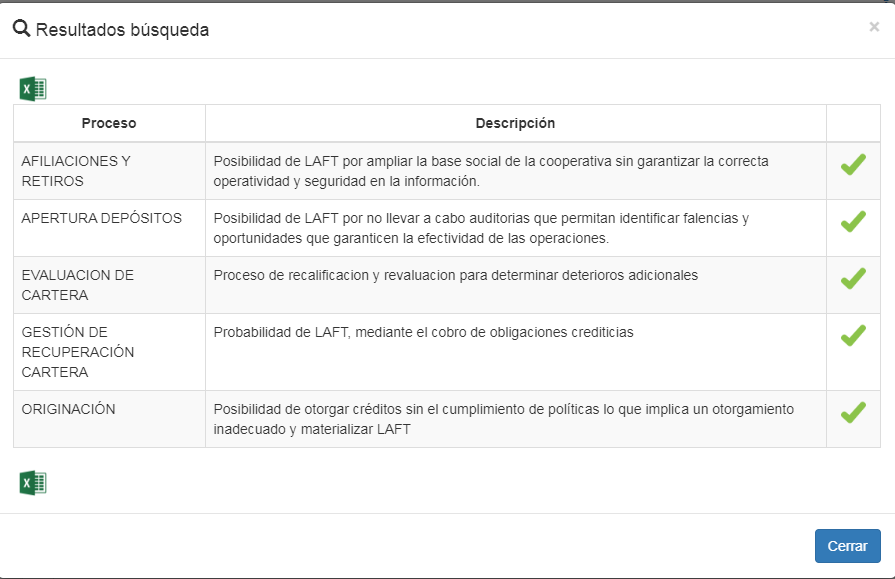 Resultados búsqueda
×
Proceso
Descripción
AFILIACIONES Y
RETIROS
Posibilidad de LAFT por ampliar la base social de la cooperativa sin garantizar la correcta
operatividad y seguridad en la información.
APERTURA DEPÓSITOS
Posibilidad de LAFT por no llevar a cabo auditorias que permitan identificar falencias y
oportunidades que garanticen la efectividad de las operaciones.
EVALUACION DE
CARTERA
Proceso de recalificacion y revaluacion para determinar deterioros adicionales
GESTIÓN DE
RECUPERACIÓN
CARTERA
Probabilidad de LAFT, mediante el cobro de obligaciones crediticias
ORIGINACIÓN
Posibilidad de otorgar créditos sin el cumplimiento de políticas lo que implica un otorgamiento
inadecuado y materializar LAFT
Cerrar